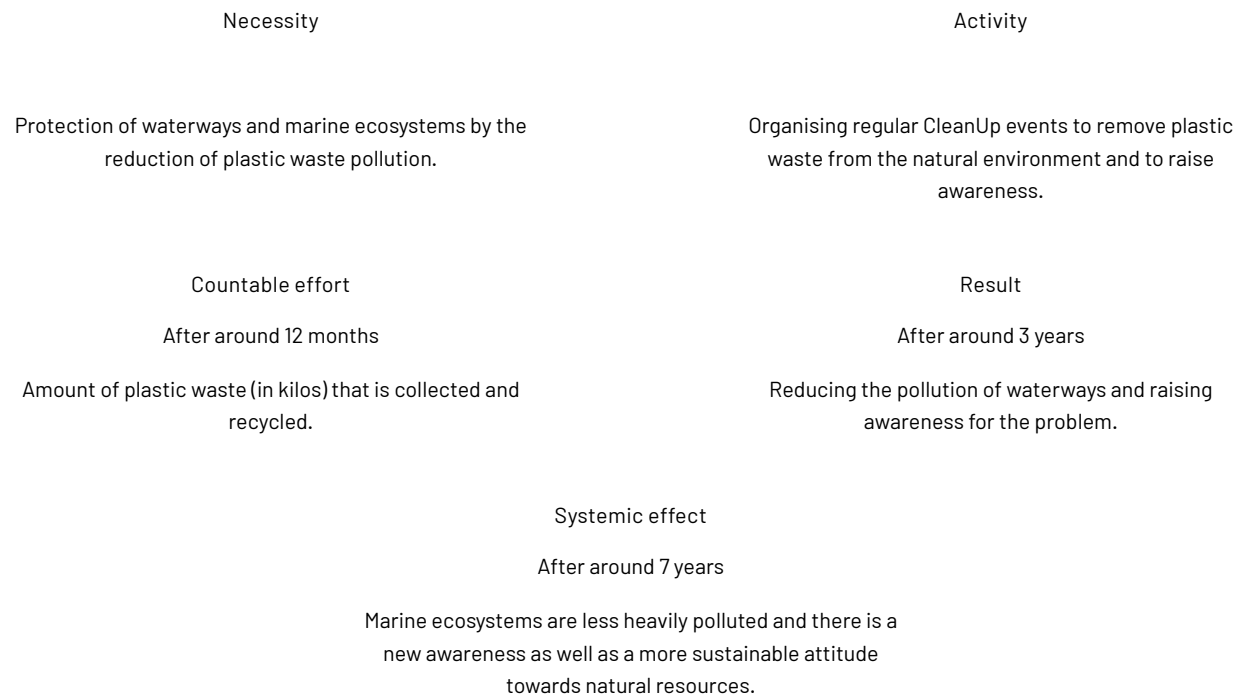 Necessity
Protection of waterways and marine ecosystems by the
reduction of plastic waste pollution.
Activity
Organising regular CleanUp events to remove plastic
waste from the natural environment and to raise
awareness.
Countable effort
After around 12 months
Amount of plastic waste (in kilos) that is collected and
recycled.
Result
After around 3 years
Reducing the pollution of waterways and raising
awareness for the problem.
Systemic effect
After around 7 years
Marine ecosystems are less heavily polluted and there is a
new awareness as well as a more sustainable attitude
towards natural resources.